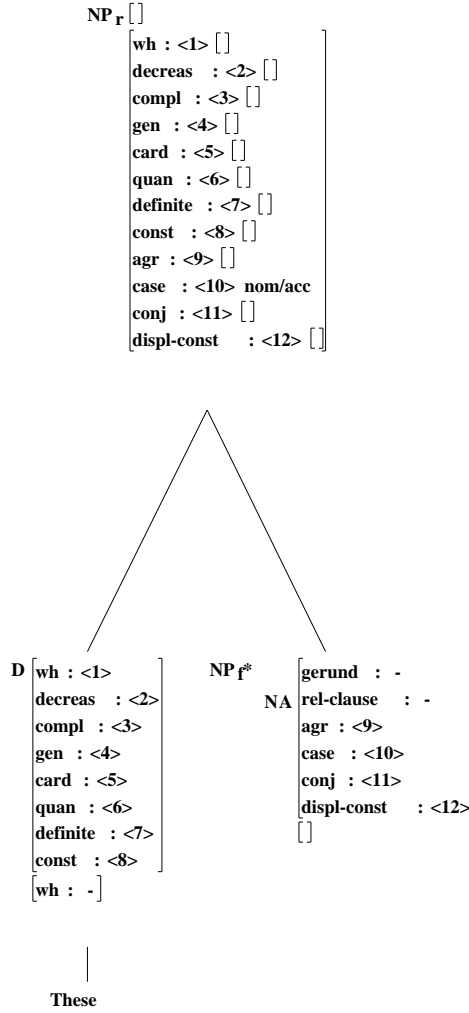 NP r []
wh : <1> []
decreas : <2> []
compl : <3> []
gen : <4> []
card : <5> []
quan : <6> []
definite : <7> []
const : <8> []
agr : <9> []
case : <10> nom/acc
conj : <11> []
displ-const : <12> []
D wh : <1>
decreas : <2>
compl : <3>
gen : <4>
card : <5>
quan : <6>
definite : <7>
const : <8>
[wh : -]
NP f* gerund : -
NA rel-clause : -
agr : <9>
case : <10>
conj : <11>
displ-const : <12>
[]
These